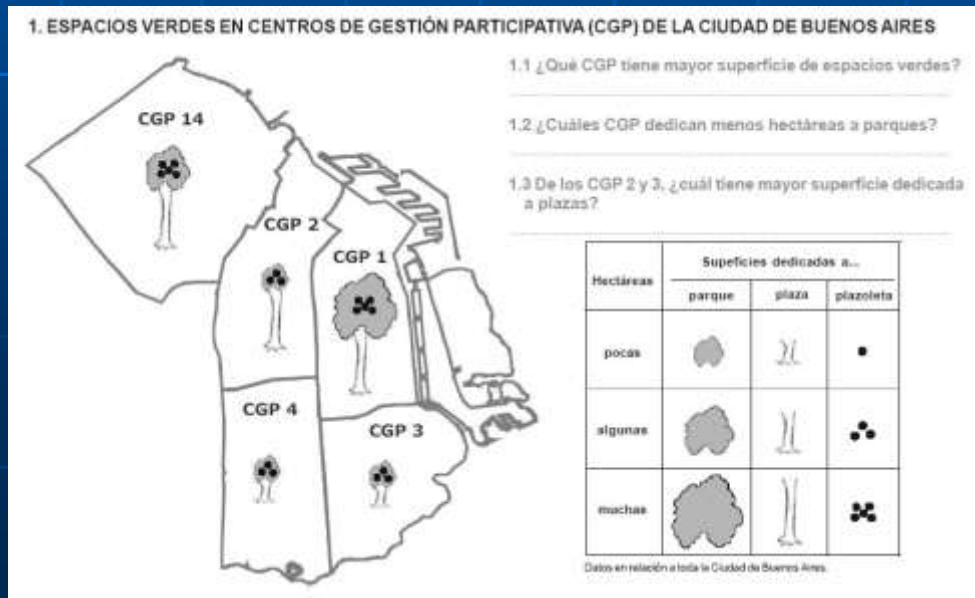 1. ESPACIOS VERDES EN CENTROS DE GESTIÓN PARTICIPATIVA (CGP) DE LA CIUDAD DE BUENOS AIRES
1.1 ¿Qué CGP tiene mayor superficie de espacios verdes?
1.2 ¿Cuáles CGP dedican menos hectáreas a parques?
1.3 De los CGP 2 y 3, ¿cuál tiene mayor superficie dedicada
a plazas?
CGP 14
CGP 2
CGP 1
CGP 4
CGP 3
Hectáreas
Supeficies dedicadas a...
parque plaza plazoleta
pocas
algunas
muchas
Datos en relación a toda la Ciudad de Buenos Aires.